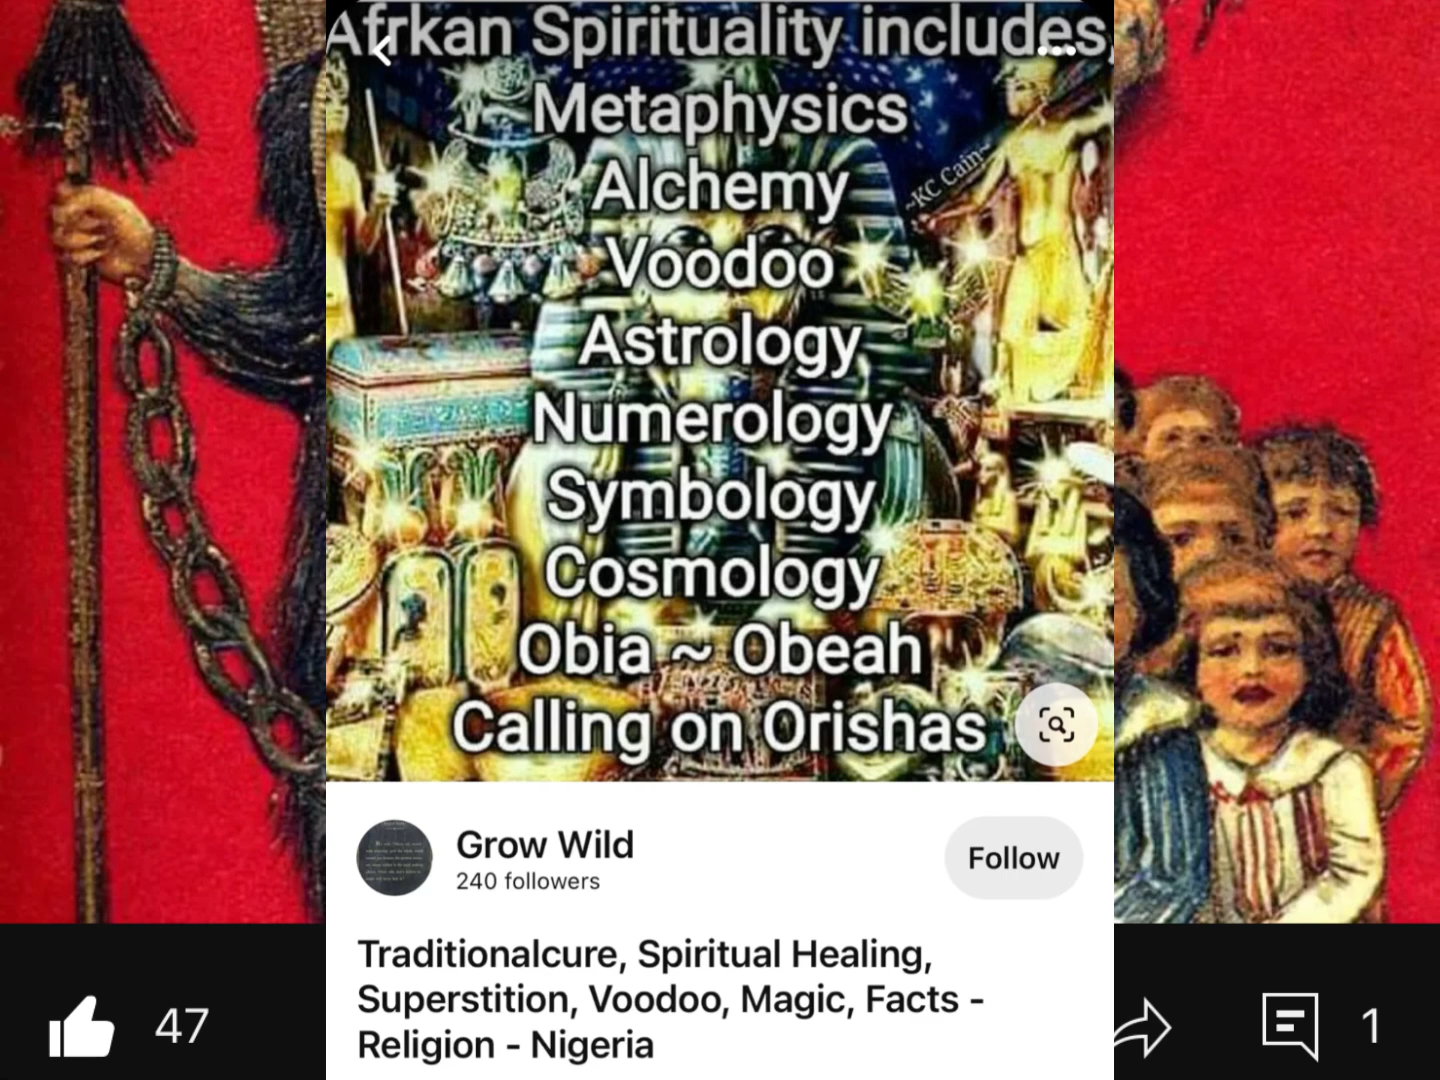 Afrkan Spirituality includes,
Metaphysics
Alchemy
~KC Cain~
Voodoo
Astrology
Numerology
Symbology
Cosmology
Obia ~ Obeah
Calling on Orishas
Grow Wild
240 followers
Follow
Traditionalcure, Spiritual Healing,
Superstition, Voodoo, Magic, Facts -
Religion - Nigeria
47
1